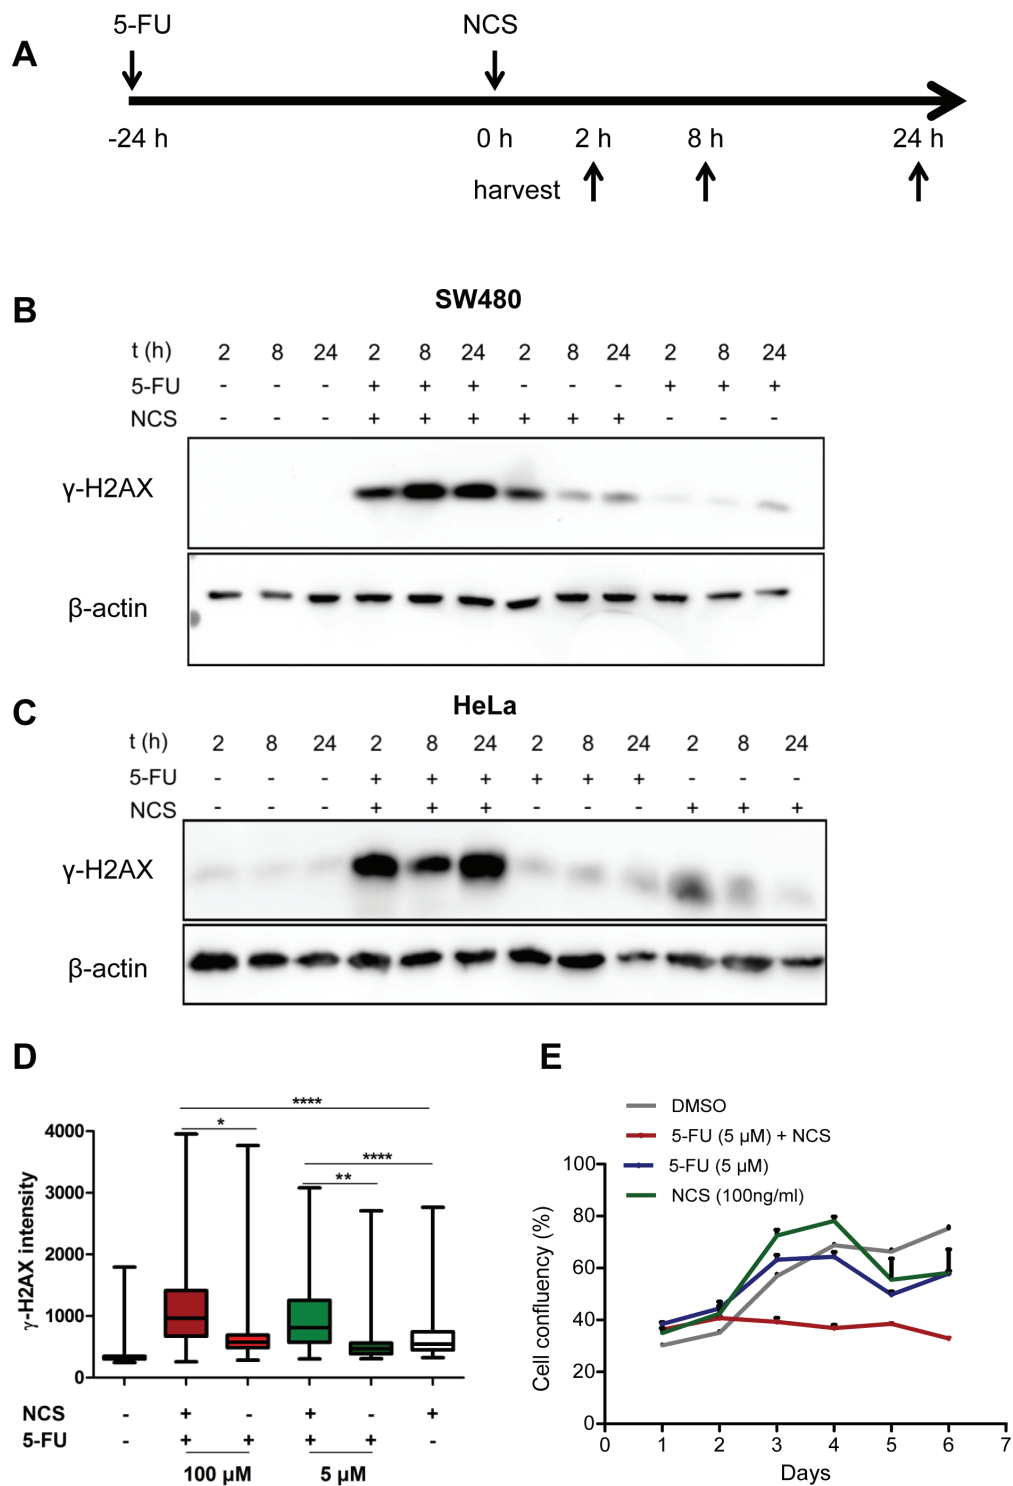 A
5-FU NCS
-24 h 0 h 2 h 8 h 24 h
harvest
B
SW480
t (h) 2 8 24 2 8 24 2 8 24 2 8 24
5-FU - - - + + + - - - + + +
NCS - - - + + + + + + - - -
γ-H2AX
β-actin
C
HeLa
t (h) 2 8 24 2 8 24 2 8 24 2 8 24
5-FU - - - + + + + + + - - -
NCS - - - + + + - - - + + +
γ-H2AX
β-actin
D
γ-H2AX intensity
4000
3000
2000
1000
0
****
*
****
**
NCS - + - + - +
5-FU - + + + + -
100 μM 5 μM
E
DMSO
5-FU (5 μM) + NCS
5-FU (5 μM)
NCS (100ng/ml)
Cell confluency (%)
100
80
60
40
20
0
0 1 2 3 4 5 6 7
Days